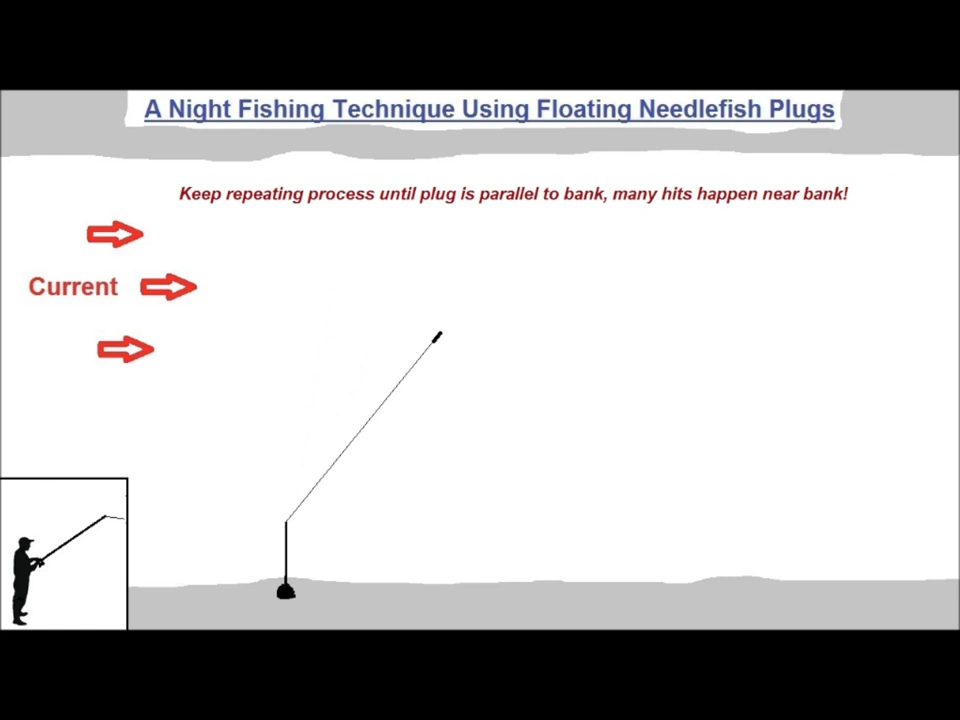 A Night Fishing Technique Using Floating Needlefish Plugs
Keep repeating process until plug is parallel to bank, many hits happen near bank!
Current